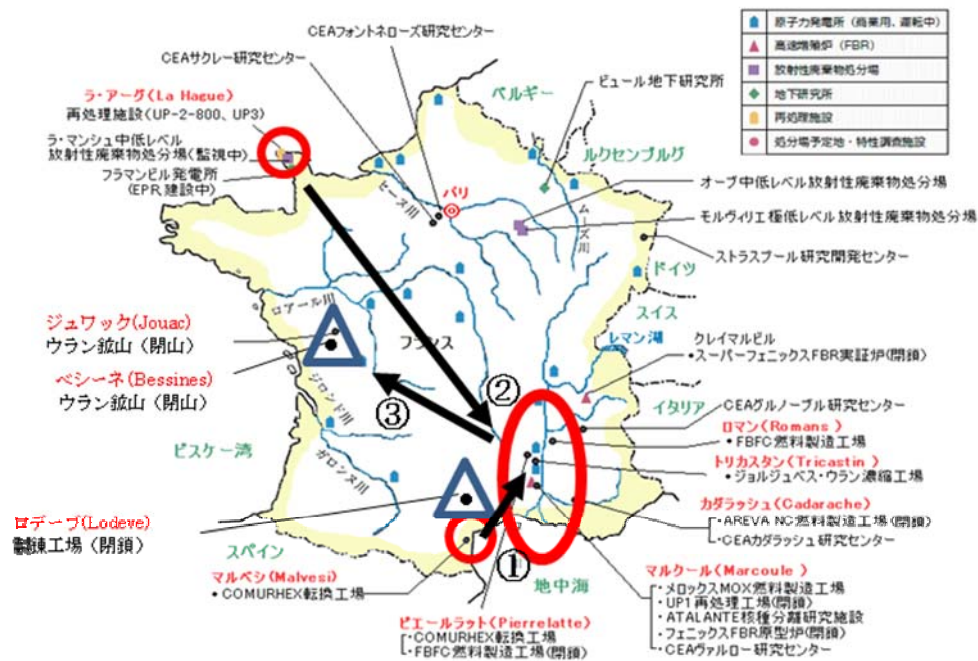 CEAフォントネローズ研究センター
CEAサクレー研究センター
ラ・アーグ(La Hague)
再処理施設(UP-2-800、UP3)
ラ・マンシュ中低レベル
放射性廃棄物処分場(監視中)
フラマンビル発電所
(EPR建設中)
原子力発電所(商業用、運転中)
高速増殖炉(FBR)
放射性廃棄物処分場
地下研究所
再処理施設
処分場予定地・特性調査施設
ビュール地下研究所
ベルギー
ルクセンブルグ
オーブ中低レベル放射性廃棄物処分場
モルヴィリエ極低レベル放射性廃棄物処分場
ストラスブール研究開発センター
パリ
セーヌ川
ムーズ川
ドイツ
スイス
レマン湖
ロアール川
フランス
ジュワック(Jouac)
ウラン鉱山(閉山)
ベシーネ(Bessines)
ウラン鉱山(閉山)
ジロンド川
ガロンヌ川
ビスケー湾
②
③
①
クレイマルビル
•スーパーフェニックスFBR実証炉(閉鎖)
イタリア
CEAグルノーブル研究センター
ロマン(Romans )
•FBFC燃料製造工場
トリカスタン(Tricastin )
•ジョルジュベス・ウラン濃縮工場
カダラッシュ(Cadarache)
・AREVA NC燃料製造工場(閉鎖)
・CEAカダラッシュ研究センター
マルクール(Marcoule )
・メロックスMOX燃料製造工場
・UP1再処理工場(閉鎖)
・ATALANTE核種分離研究施設
・フェニックスFBR原型炉(閉鎖)
・CEAヴァルロー研究センター
ロデーブ(Lodeve)
製錬工場(閉鎖)
スペイン
マルベシ(Malvesi)
•COMURHEX転換工場
地中海
ピエールラット(Pierrelatte)
・COMURHEX転換工場
・FBFC燃料製造工場(閉鎖)